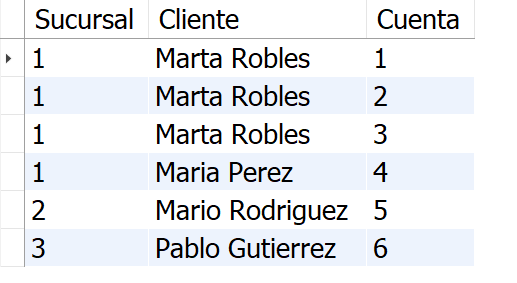 Sucursal Cliente Cuenta
1 Marta Robles 1
1 Marta Robles 2
1 Marta Robles 3
1 Maria Perez 4
2 Mario Rodriguez 5
3 Pablo Gutierrez 6